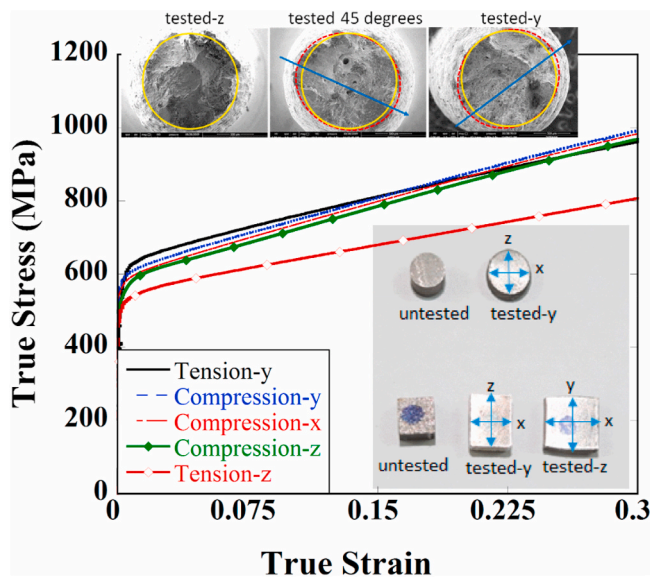 tested-z
tested 45 degrees
tested-y
1200
1000
800
600
400
200
0
True Stress (MPa)
z
x
untested
tested-y
z
x
y
x
untested
tested-y
tested-z
Tension-y
Compression-y
Compression-x
Compression-z
Tension-z
0
0.075
0.15
0.225
0.3
True Strain